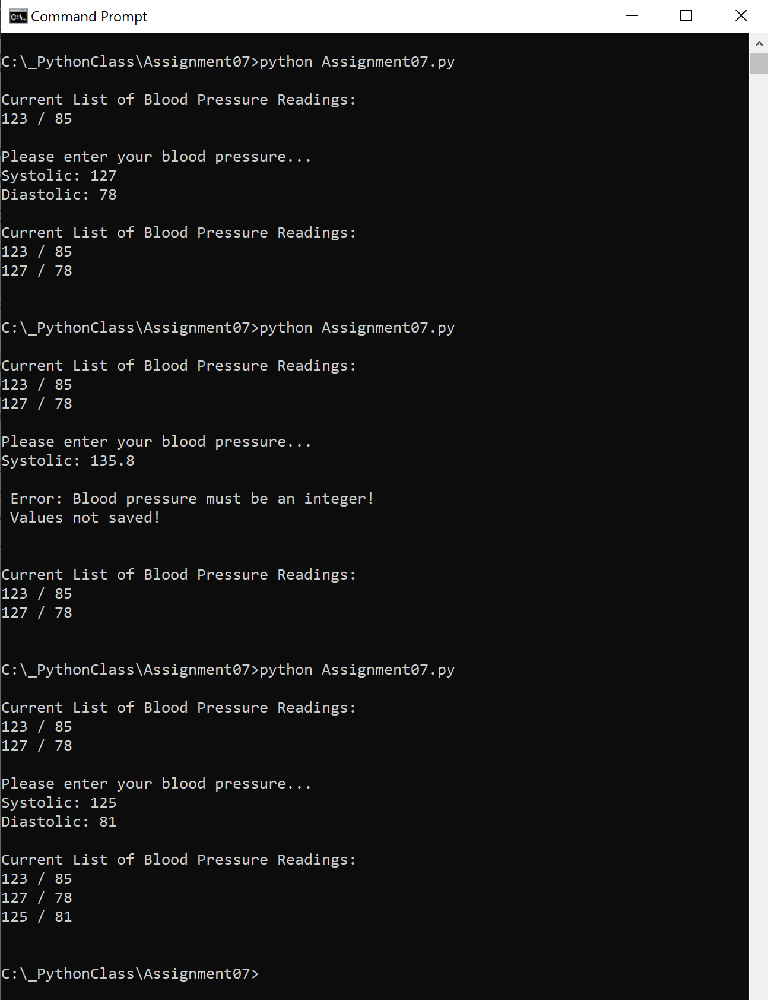 Command Prompt
C:\_PythonClass\Assignment07>python Assignment07.py
Current List of Blood Pressure Readings:
123 / 85
Please enter your blood pressure...
Systolic: 127
Diastolic: 78
Current List of Blood Pressure Readings:
123 / 85
127 / 78
C:\_PythonClass\Assignment07>python Assignment07.py
Current List of Blood Pressure Readings:
123 / 85
127 / 78
Please enter your blood pressure...
Systolic: 135.8
Error: Blood pressure must be an integer!
Values not saved!
Current List of Blood Pressure Readings:
123 / 85
127 / 78
C:\_PythonClass\Assignment07>python Assignment07.py
Current List of Blood Pressure Readings:
123 / 85
127 / 78
Please enter your blood pressure...
Systolic: 125
Diastolic: 81
Current List of Blood Pressure Readings:
123 / 85
127 / 78
125 / 81
C:\_PythonClass\Assignment07>